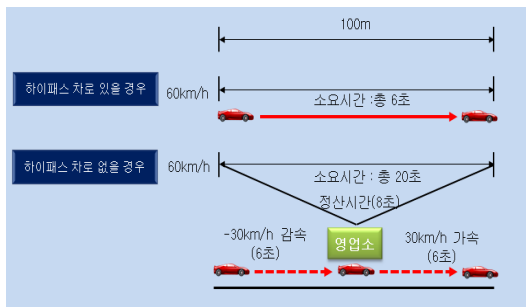 100m
하이패스 차로 있을 경우
60km/h
소요시간 :총 6초
하이패스 차로 없을 경우
60km/h
소요시간 : 총 20초
정산시간(8초)
-30km/h 감속
(6초)
영업소
30km/h 가속
(6초)